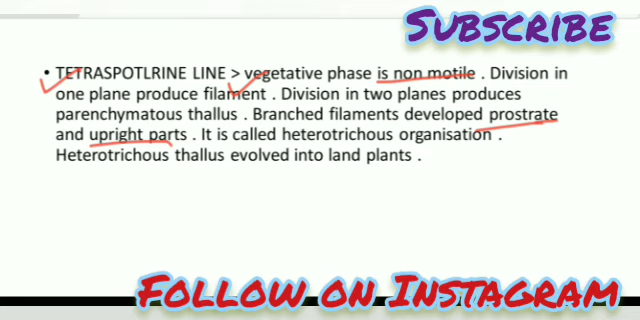 SUBSCRIBE
• TETRASPOTLRINE LINE > vegetative phase is non motile . Division in
one plane produce filament . Division in two planes produces
parenchymatous thallus . Branched filaments developed prostrate
and upright parts . It is called heterotrichous organisation .
Heterotrichous thallus evolved into land plants .
FOLLOW ON INSTAGRAM